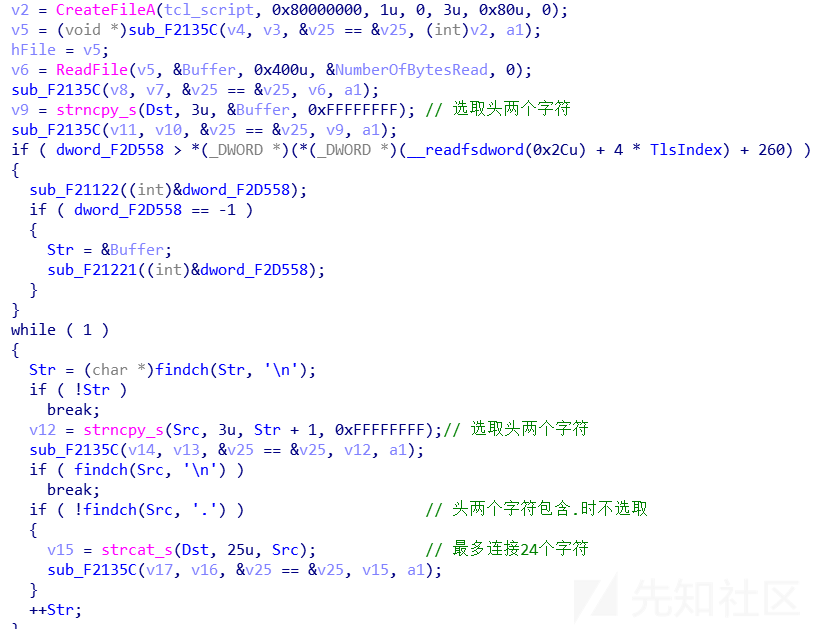 v2 = CreateFileA(tcl_script, 0x80000000, 1u, 0, 3u, 0x80u, 0);
v5 = (void *)sub_F2135C(v4, v3, &v25 == &v25, (int)v2, a1);
hFile = v5;
v6 = ReadFile(v5, &Buffer, 0x400u, &NumberOfBytesRead, 0);
sub_F2135C(v8, v7, &v25 == &v25, v6, a1);
v9 = strncpy_s(Dst, 3u, &Buffer, 0xFFFFFFFF); // 选取头两个字符
sub_F2135C(v11, v10, &v25 == &v25, v9, a1);
if ( dword_F2D558 > *(_DWORD *)(*(_DWORD *)(__readfsdword(0x2Cu) + 4 * TlsIndex) + 260) )
{
  sub_F21122((int)&dword_F2D558);
  if ( dword_F2D558 == -1 )
  {
    Str = &Buffer;
    sub_F21221((int)&dword_F2D558);
  }
}
while ( 1 )
{
  Str = (char *)findch(Str, '\n');
  if ( !Str )
    break;
  v12 = strncpy_s(Src, 3u, Str + 1, 0xFFFFFFFF);// 选取头两个字符
  sub_F2135C(v14, v13, &v25 == &v25, v12, a1);
  if ( findch(Src, '\n') )
    break;
  if ( !findch(Src, '.') ) // 头两个字符包含.时不选取
  {
    v15 = strcat_s(Dst, 25u, Src); // 最多连接24个字符
    sub_F2135C(v17, v16, &v25 == &v25, v15, a1);
  }
  ++Str;
}
先知社区